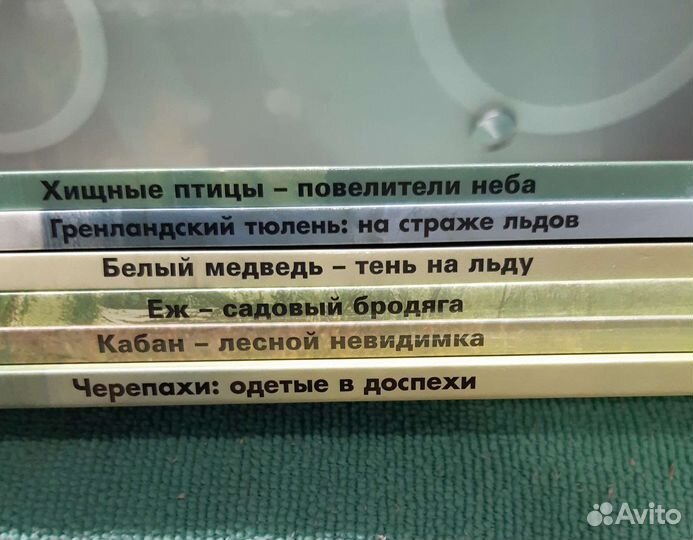 Хищные птицы – повелители неба
Гренландский тюлень: на страже льдов
Белый медведь – тень на льду
Еж – садовый бродяга
Кабан – лесной невидимка
Черепахи: одетые в доспехи
Avito